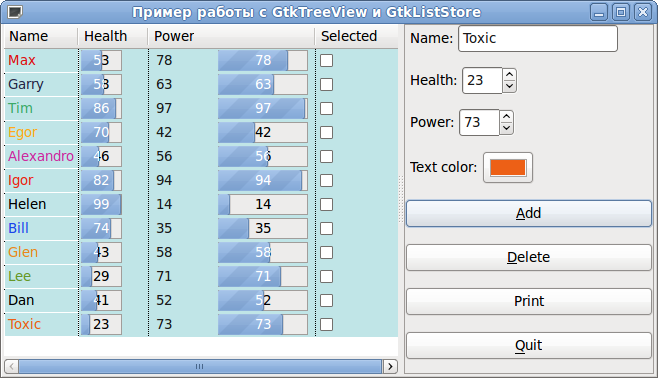 Пример работы с GtkTreeView и GtkListStore
Name Health Power Selected
Max 53 78 78
Garry 58 63 63
Tim 86 97 97
Egor 70 42 42
Alexandro 46 56 56
Igor 82 94 94
Helen 99 14 14
Bill 74 35 35
Glen 43 58 58
Lee 29 71 71
Dan 41 52 52
Toxic 23 73 73
Name: Toxic
Health: 23
Power: 73
Text color:
Add
Delete
Print
Quit